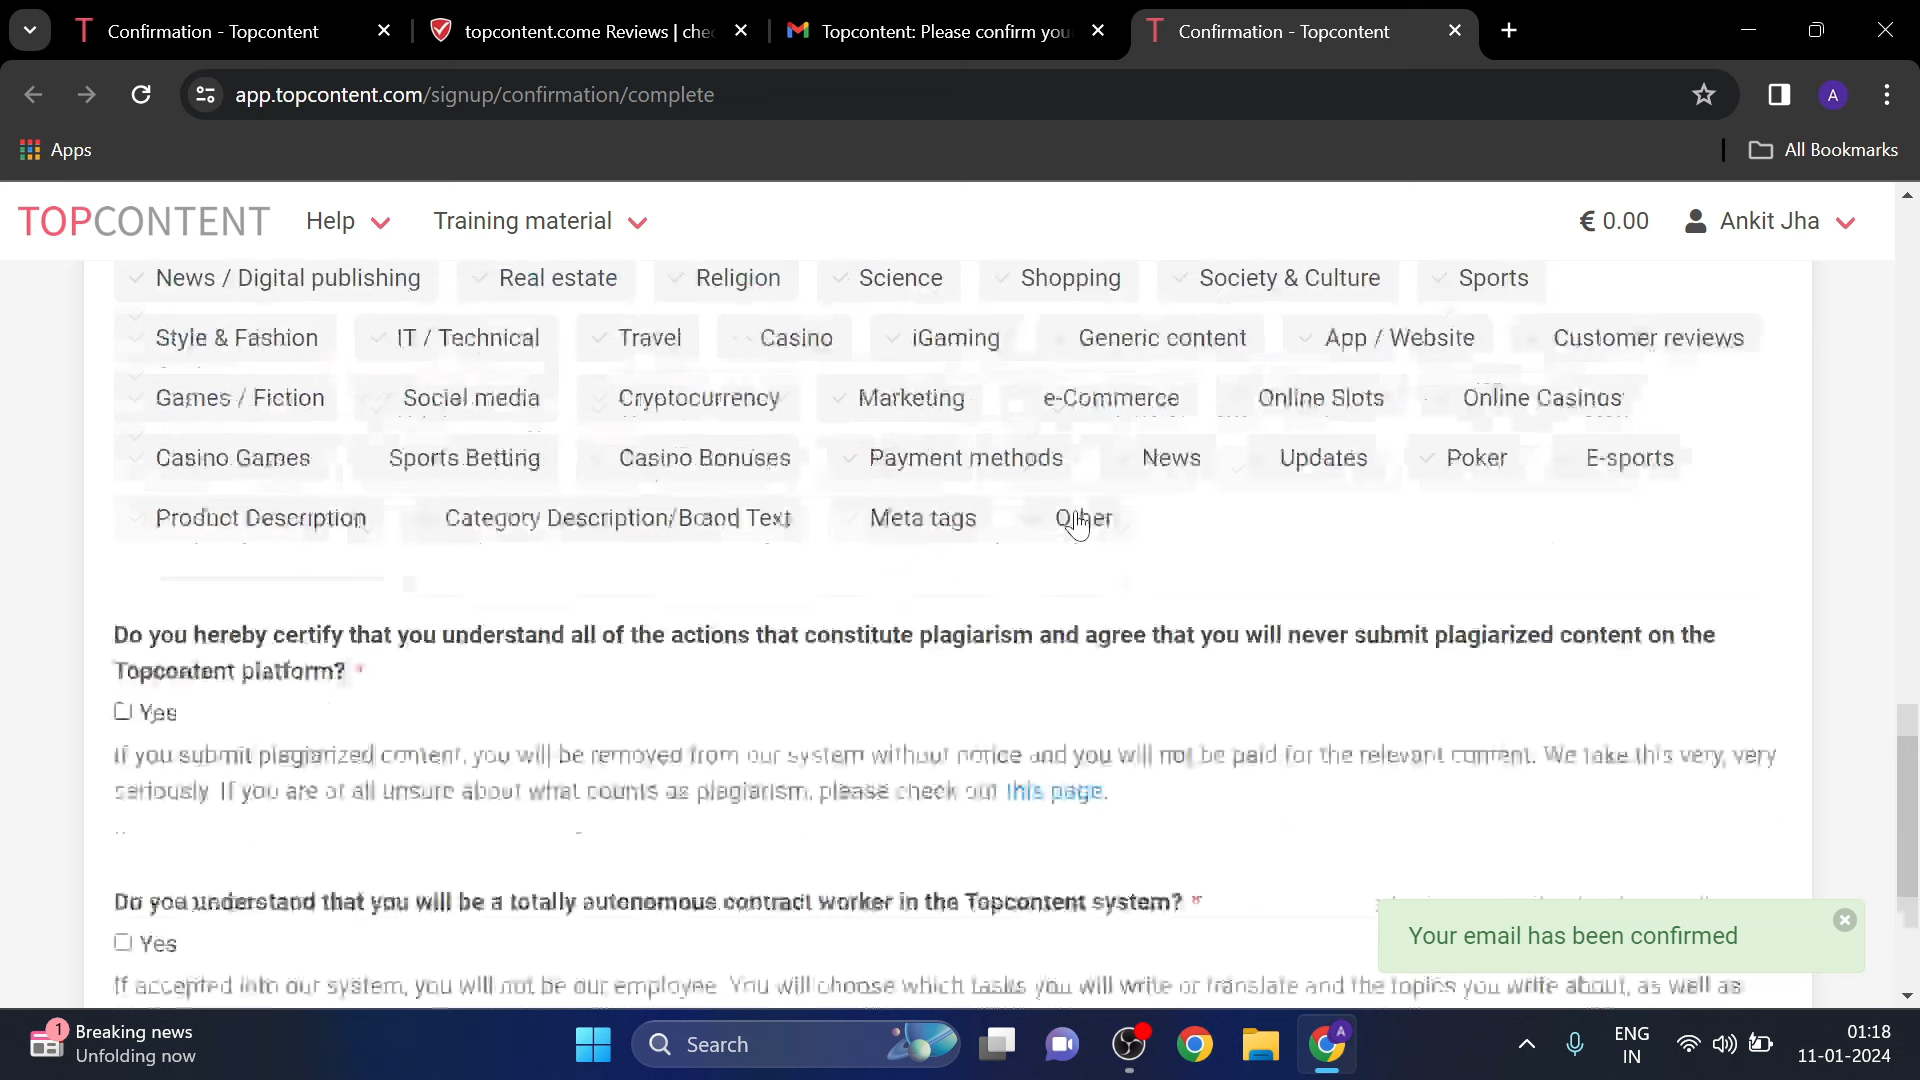 Confirmation - Topcontent
topcontent.come Reviews | chec
Topcontent: Please confirm you
Confirmation - Topcontent
app.topcontent.com/signup/confirmation/complete
A
Apps
All Bookmarks
TOPCONTENT Help Training material € 0.00 Ankit Jha
News / Digital publishing Real estate Religion Science Shopping Society & Culture Sports
Style & Fashion IT / Technical Travel Casino iGaming Generic content App / Website Customer reviews
Games / Fiction Social media Cryptocurrency Marketing e-Commerce Online Slots Online Casinos
Casino Games Sports Betting Casino Bonuses Payment methods News Updates Poker E-sports
Product Description Category Description/Brand Text Meta tags Other
Do you hereby certify that you understand all of the actions that constitute plagiarism and agree that you will never submit plagiarized content on the
Topcontent platform? *
Yes
If you submit plagiarized content, you will be removed from our system without notice and you will not be paid for the relevant content. We take this very, very
seriously. If you are at all unsure about what counts as plagiarism, please check out this page.
Do you understand that you will be a totally autonomous contract worker in the Topcontent system? *
Yes
Your email has been confirmed
If accepted into our system, you will not be our employee. You will choose which tasks you will write or translate and the topics you write about, as well as
1
Breaking news
Unfolding now
Search
A
ENG
IN
01:18
11-01-2024